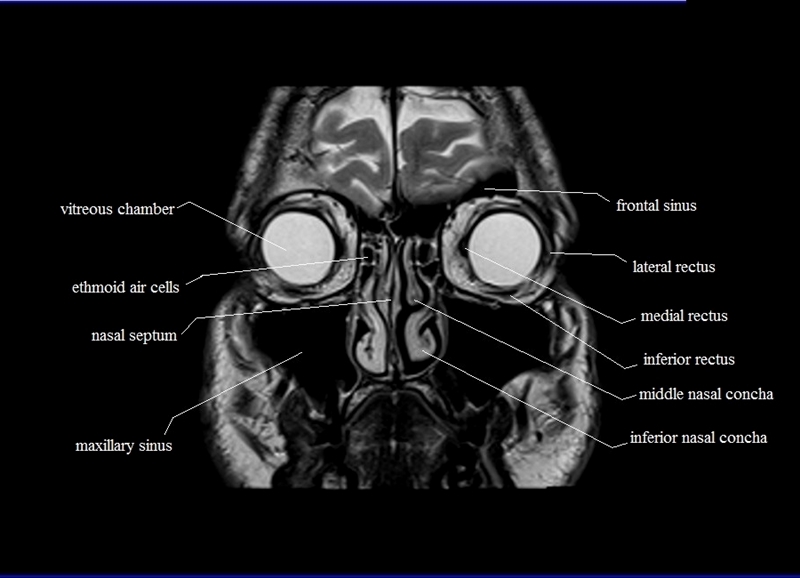 vitreous chamber
ethmoid air cells
nasal septum
maxillary sinus
frontal sinus
lateral rectus
medial rectus
inferior rectus
middle nasal concha
inferior nasal concha